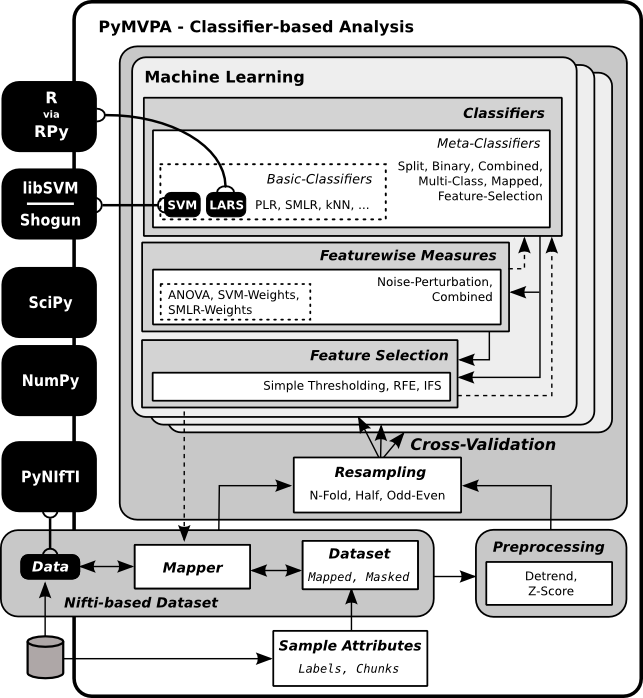 PyMVPA - Classifier-based Analysis
Machine Learning
R
via
RPy
Classifiers
Meta-Classifiers
Split, Binary, Combined,
Multi-Class, Mapped,
Feature-Selection
Basic-Classifiers
SVM
LARS
PLR, SMLR, kNN, ...
libSVM
Shogun
Featurewise Measures
Noise-Perturbation,
Combined
ANOVA, SVM-Weights,
SMLR-Weights
SciPy
Feature Selection
Simple Thresholding, RFE, IFS
NumPy
Cross-Validation
Resampling
N-Fold, Half, Odd-Even
PyNIfTI
Data
Mapper
Dataset
Mapped, Masked
Nifti-based Dataset
Preprocessing
Detrend,
Z-Score
Sample Attributes
Labels, Chunks